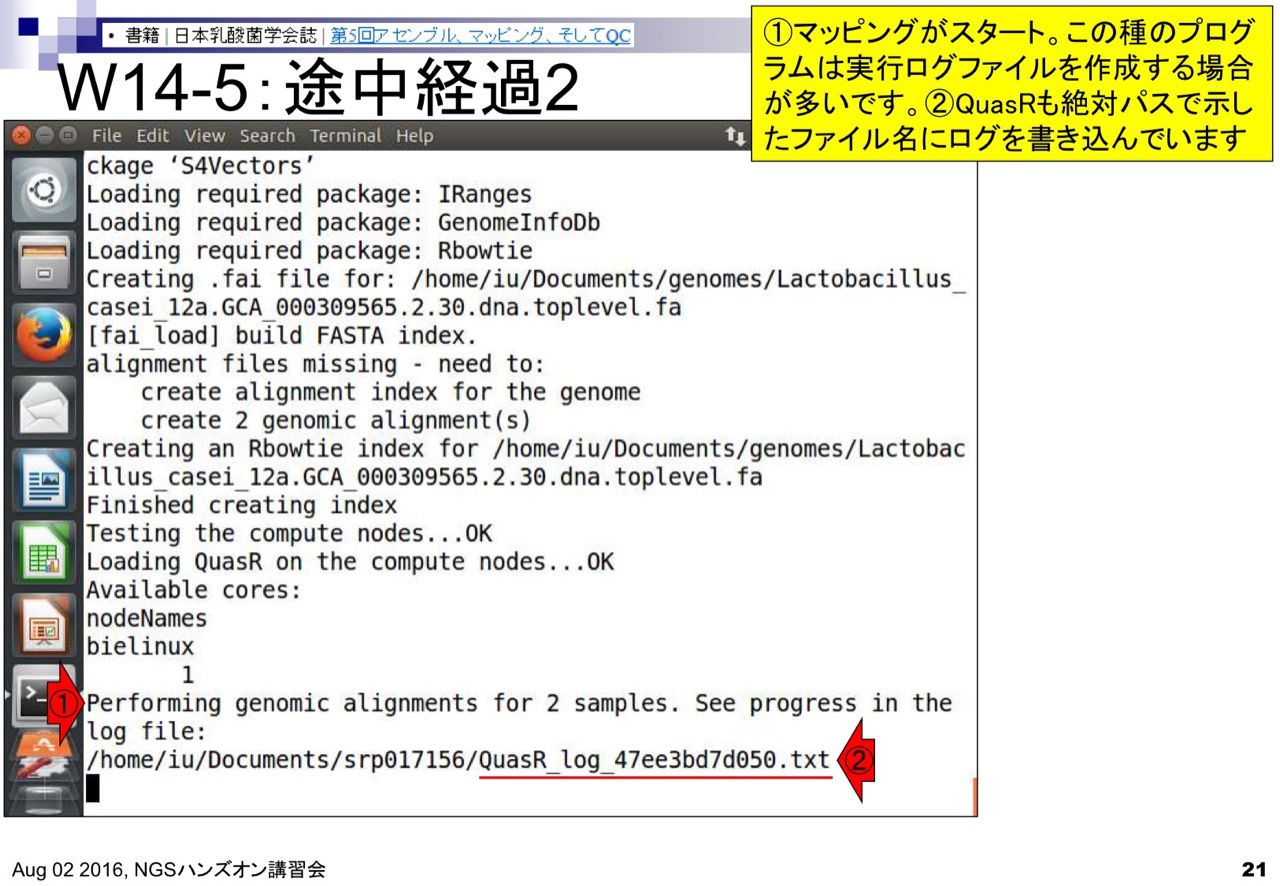 • 書籍 | 日本乳酸菌学会誌 | 第5回アセンブル、マッピング、そしてQC
W14-5：途中経過2
①マッピングがスタート。この種のプログ
ラムは実行ログファイルを作成する場合
が多いです。②QuasRも絶対パスで示し
たファイル名にログを書き込んでいます
File Edit View Search Terminal Help
ckage ‘S4Vectors’
Loading required package: IRanges
Loading required package: GenomeInfoDb
Loading required package: Rbowtie
Creating .fai file for: /home/iu/Documents/genomes/Lactobacillus_
casei_12a.GCA_000309565.2.30.dna.toplevel.fa
[fai_load] build FASTA index.
alignment files missing - need to:
    create alignment index for the genome
    create 2 genomic alignment(s)
Creating an Rbowtie index for /home/iu/Documents/genomes/Lactobac
illus_casei_12a.GCA_000309565.2.30.dna.toplevel.fa
Finished creating index
Testing the compute nodes...OK
Loading QuasR on the compute nodes...OK
Available cores:
nodeNames
bielinux
       1
①
Performing genomic alignments for 2 samples. See progress in the
log file:
/home/iu/Documents/srp017156/QuasR_log_47ee3bd7d050.txt
②
Aug 02 2016, NGSハンズオン講習会
21